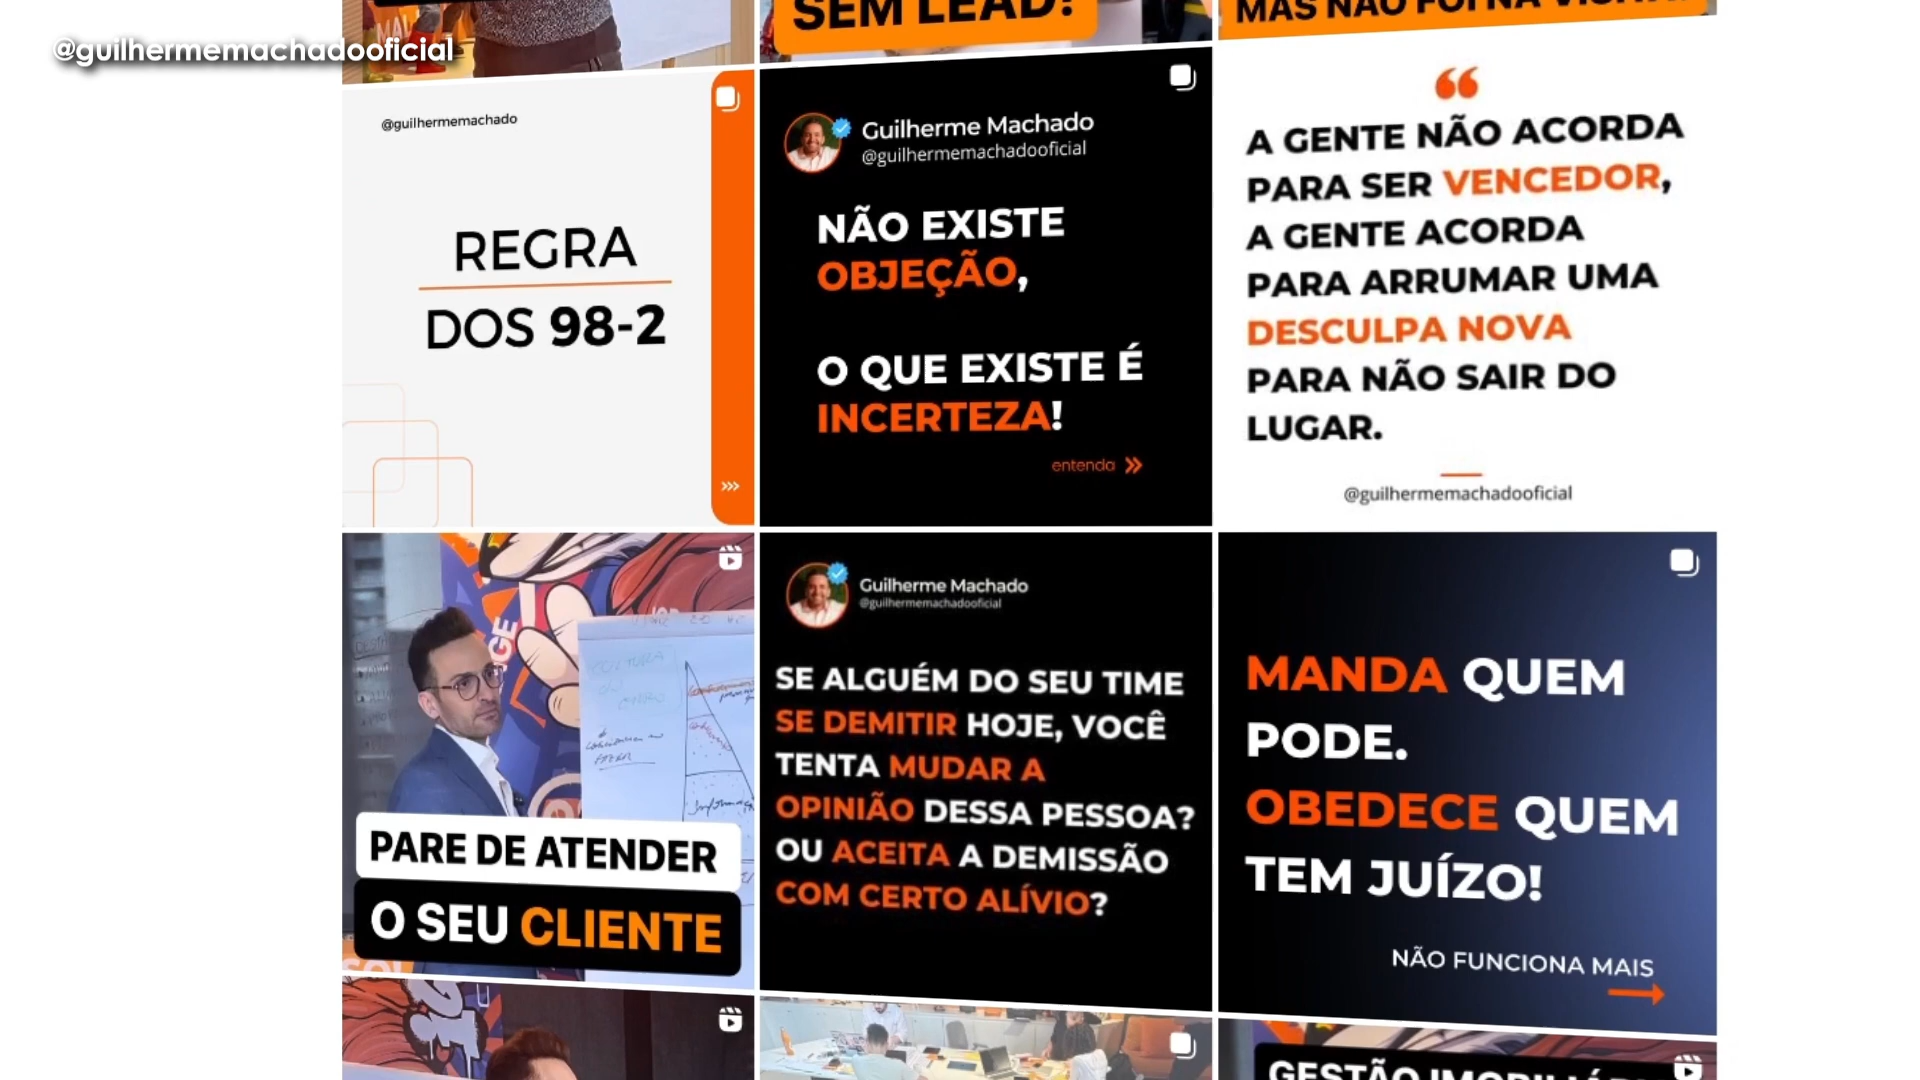 SEM LEAD!
@guilhermemachadooficial
@guilhermemachado
REGRA
DOS 98-2
Guilherme Machado
@guilhermemachadooficial
NÃO EXISTE
OBJEÇÃO,
O QUE EXISTE É
INCERTEZA!
entenda
A GENTE NÃO ACORDA
PARA SER VENCEDOR,
A GENTE ACORDA
PARA ARRUMAR UMA
DESCULPA NOVA
PARA NÃO SAIR DO
LUGAR.
@guilhermemachadooficial
PARE DE ATENDER
O SEU CLIENTE
Guilherme Machado
@guilhermemachadooficial
SE ALGUÉM DO SEU TIME
SE DEMITIR HOJE, VOCÊ
TENTA MUDAR A
OPINIÃO DESSA PESSOA?
OU ACEITA A DEMISSÃO
COM CERTO ALÍVIO?
MANDA QUEM
PODE.
OBEDECE QUEM
TEM JUÍZO!
NÃO FUNCIONA MAIS